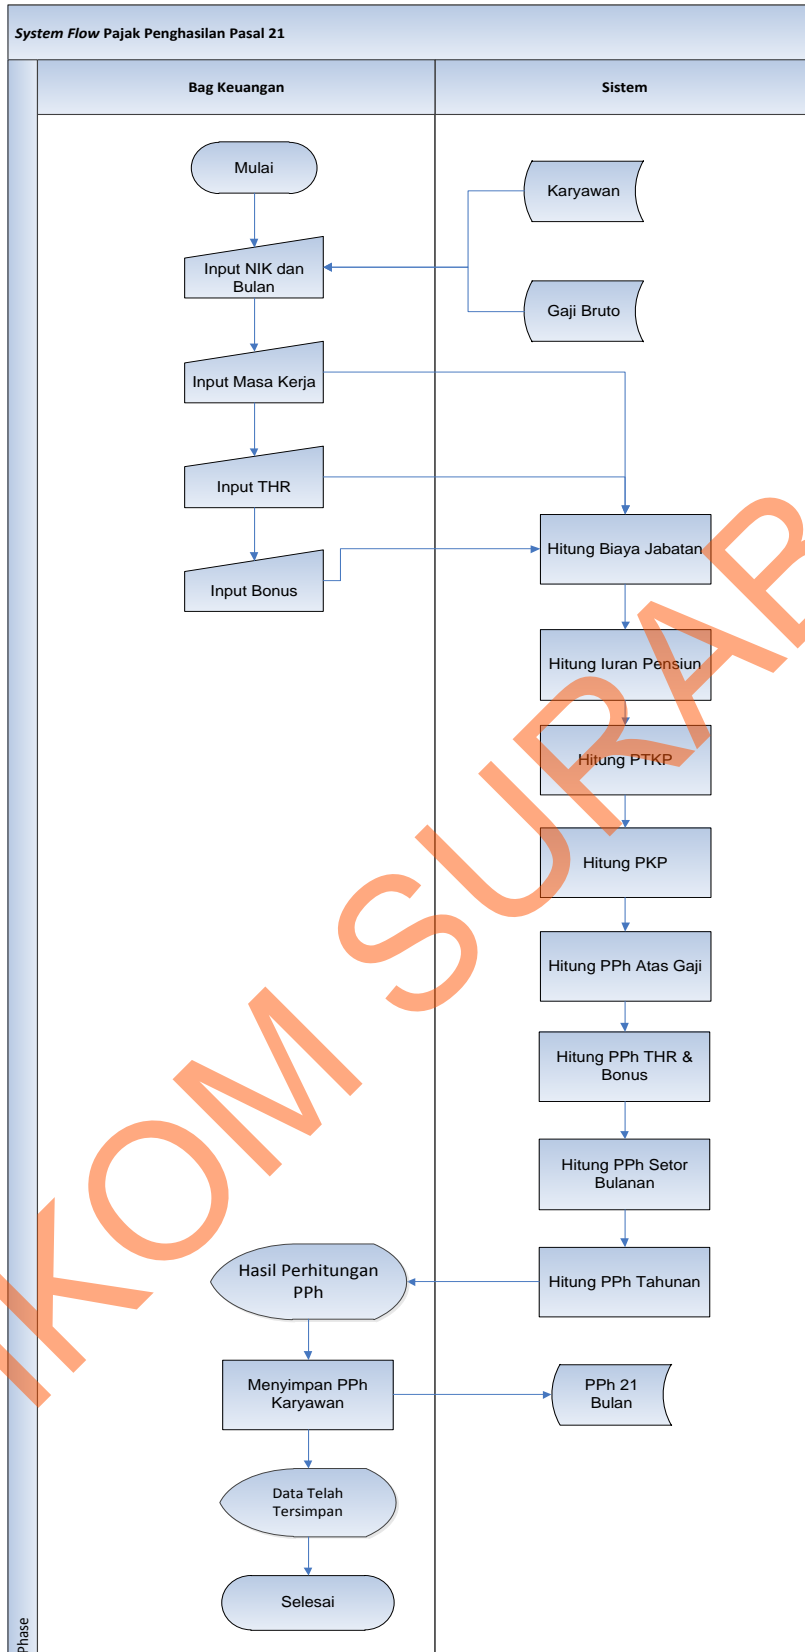 System Flow Pajak Penghasilan Pasal 21
Bag Keuangan
Sistem
Mulai
Karyawan
Input NIK dan
Bulan
Gaji Bruto
Input Masa Kerja
Input THR
Hitung Biaya Jabatan
Input Bonus
Hitung Iuran Pensiun
Hitung PTKP
Hitung PKP
Hitung PPh Atas Gaji
Hitung PPh THR &
Bonus
Hitung PPh Setor
Bulanan
Hasil Perhitungan
PPh
Hitung PPh Tahunan
Menyimpan PPh
Karyawan
PPh 21
Bulan
Data Telah
Tersimpan
Selesai
Phase
IKOM SURAB